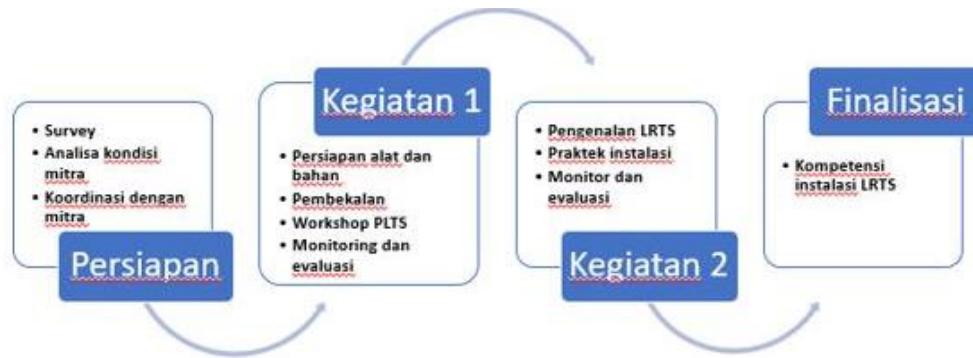 • Survey
• Analisa kondisi
mitra
• Koordinasi dengan
mitra
Persiapan
Kegiatan 1
• Persiapan alat dan
bahan
• Pembekalan
• Workshop PLTS
• Monitoring dan
evaluasi
• Pengenalan LRTS
• Praktek instalasi
• Monitor dan
evaluasi
Kegiatan 2
Finalisasi
• Kompetensi
instalasi LRTS